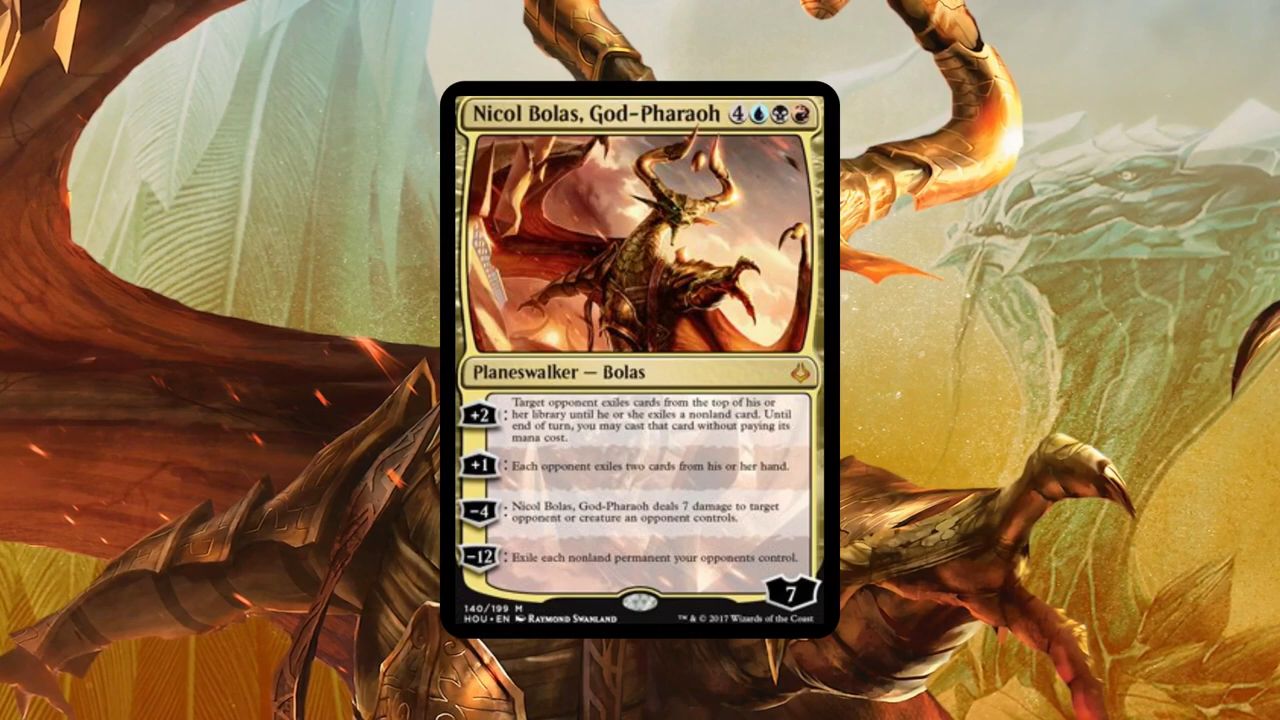 Nicol Bolas, God-Pharaoh 4
Planeswalker — Bolas
+2 : Target opponent exiles cards from the top of his or
her library until he or she exiles a nonland card. Until
end of turn, you may cast that card without paying its
mana cost.
+1 : Each opponent exiles two cards from his or her hand.
-4 : Nicol Bolas, God-Pharaoh deals 7 damage to target
opponent or creature an opponent controls.
-12 : Exile each nonland permanent your opponents control.
7
140/199 M
HOU • EN Raymond Swanland ™ & © 2017 Wizards of the Coast